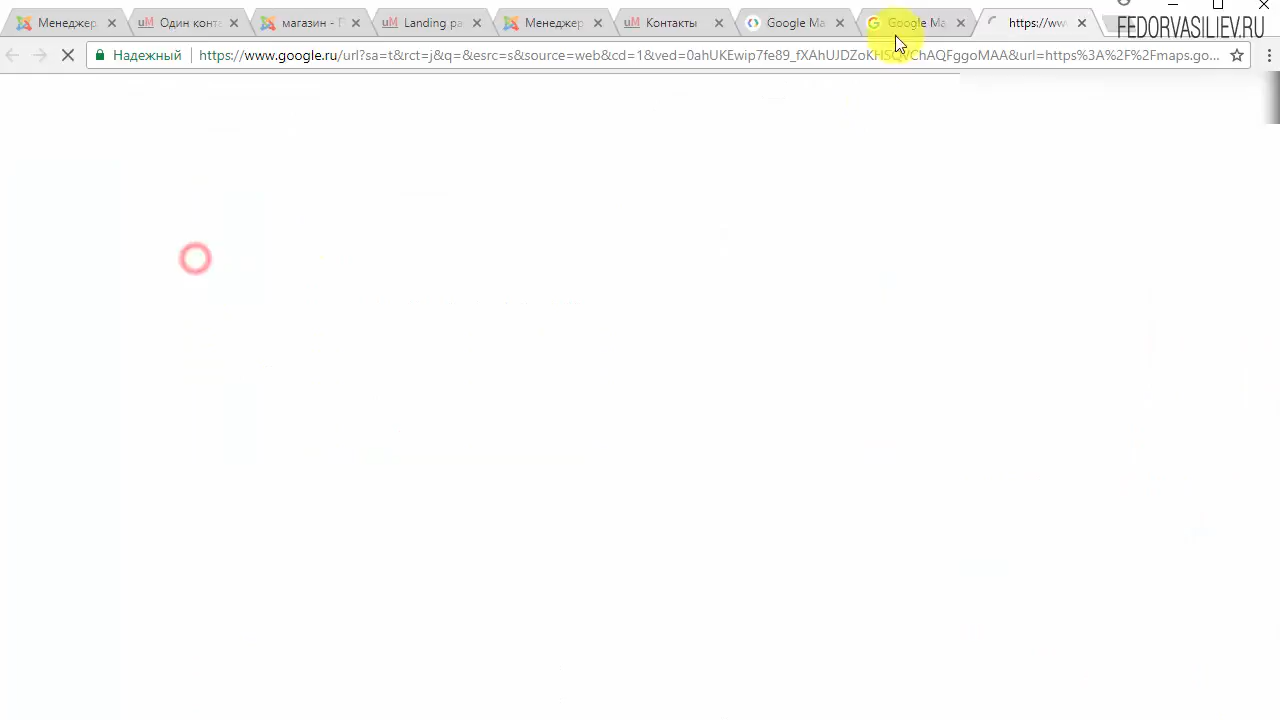 Менеджер
Один конта
магазин - П
Landing pa
Менеджер
Контакты
Google Ma
Google Ma
https://ww
FEDORVASILIEV.RU
Надежный
https://www.google.ru/url?sa=t&rct=j&q=&esrc=s&source=web&cd=1&ved=0ahUKEwip7fe89_fXAhUJDZoKHSQVChAQFggoMAA&url=https%3A%2F%2Fmaps.go...